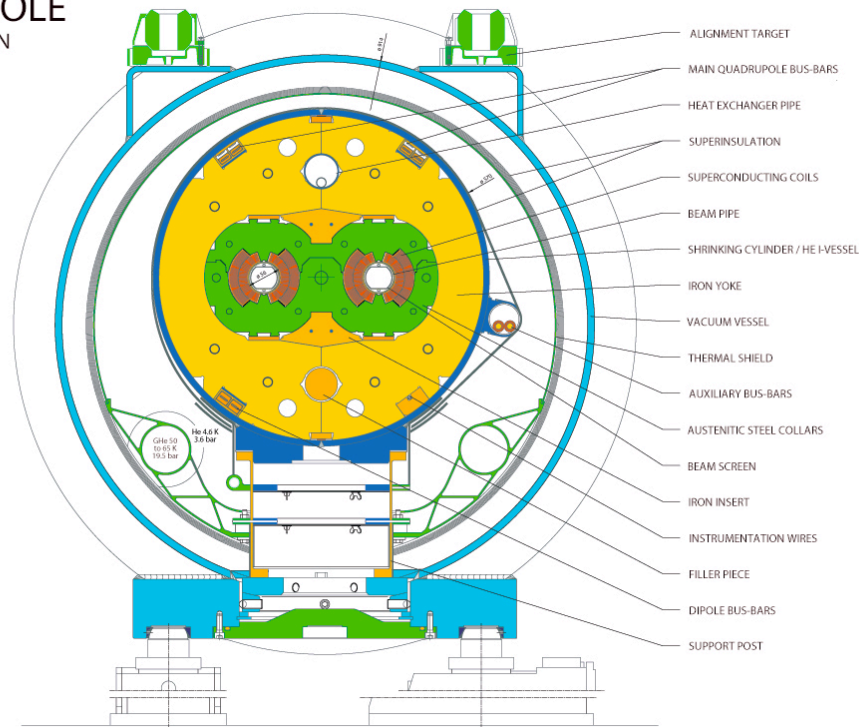 OLE
N
ø 914
ALIGNMENT TARGET
MAIN QUADRUPOLE BUS-BARS
HEAT EXCHANGER PIPE
SUPERINSULATION
ø 570
SUPERCONDUCTING COILS
BEAM PIPE
SHRINKING CYLINDER / HE I-VESSEL
ø 56
IRON YOKE
VACUUM VESSEL
THERMAL SHIELD
AUXILIARY BUS-BARS
AUSTENITIC STEEL COLLARS
He 4.6 K
3.6 bar
GHe 50
to 65 K
19.5 bar
BEAM SCREEN
IRON INSERT
INSTRUMENTATION WIRES
FILLER PIECE
DIPOLE BUS-BARS
SUPPORT POST